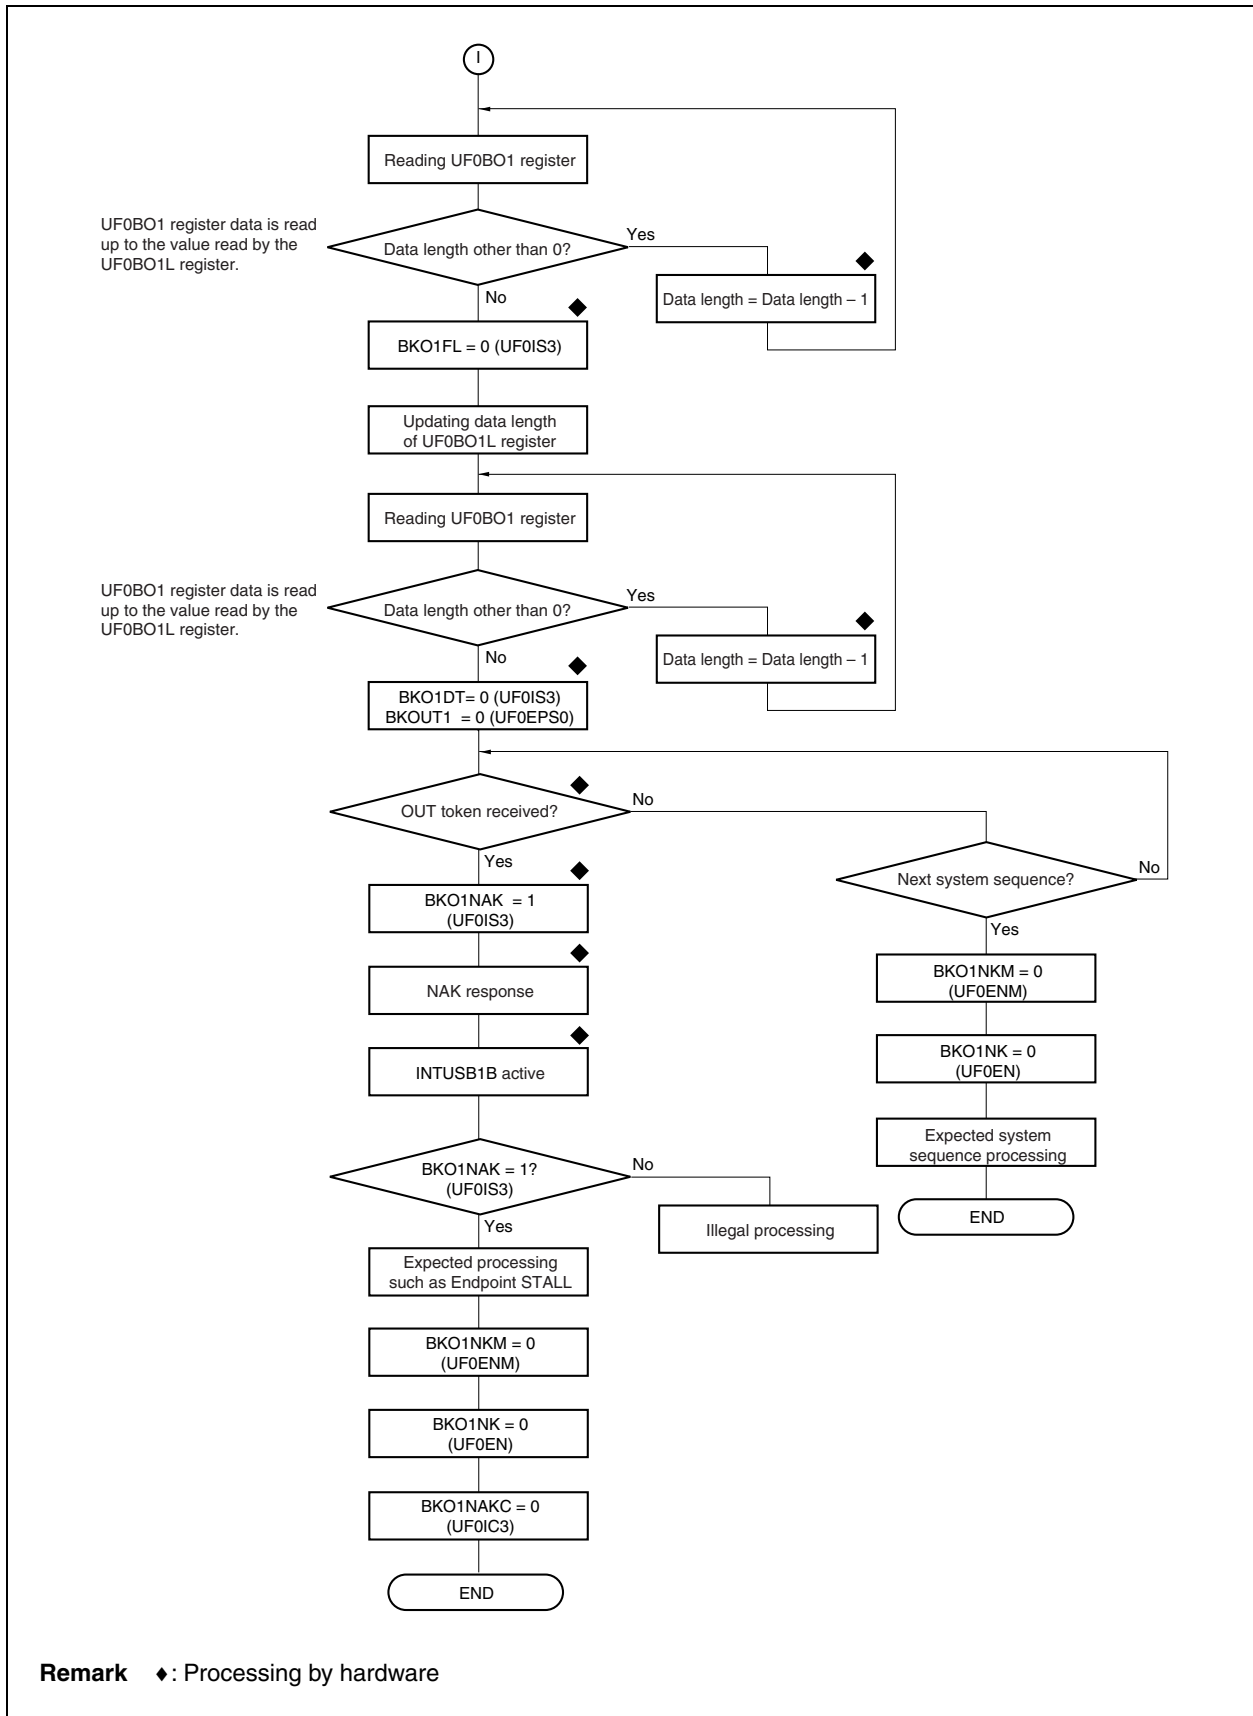 I
Reading UF0BO1 register
UF0BO1 register data is read
up to the value read by the
UF0BO1L register.
Data length other than 0?
Yes
No
Data length = Data length – 1
BKO1FL = 0 (UF0IS3)
Updating data length
of UF0BO1L register
Reading UF0BO1 register
UF0BO1 register data is read
up to the value read by the
UF0BO1L register.
Data length other than 0?
Yes
No
Data length = Data length – 1
BKO1DT= 0 (UF0IS3)
BKOUT1 = 0 (UF0EPS0)
OUT token received?
No
Yes
Next system sequence?
No
Yes
BKO1NAK = 1
(UF0IS3)
NAK response
INTUSB1B active
BKO1NKM = 0
(UF0ENM)
BKO1NK = 0
(UF0EN)
Expected system
sequence processing
END
BKO1NAK = 1?
(UF0IS3)
No
Yes
Illegal processing
Expected processing
such as Endpoint STALL
BKO1NKM = 0
(UF0ENM)
BKO1NK = 0
(UF0EN)
BKO1NAKC = 0
(UF0IC3)
END
Remark ♦: Processing by hardware